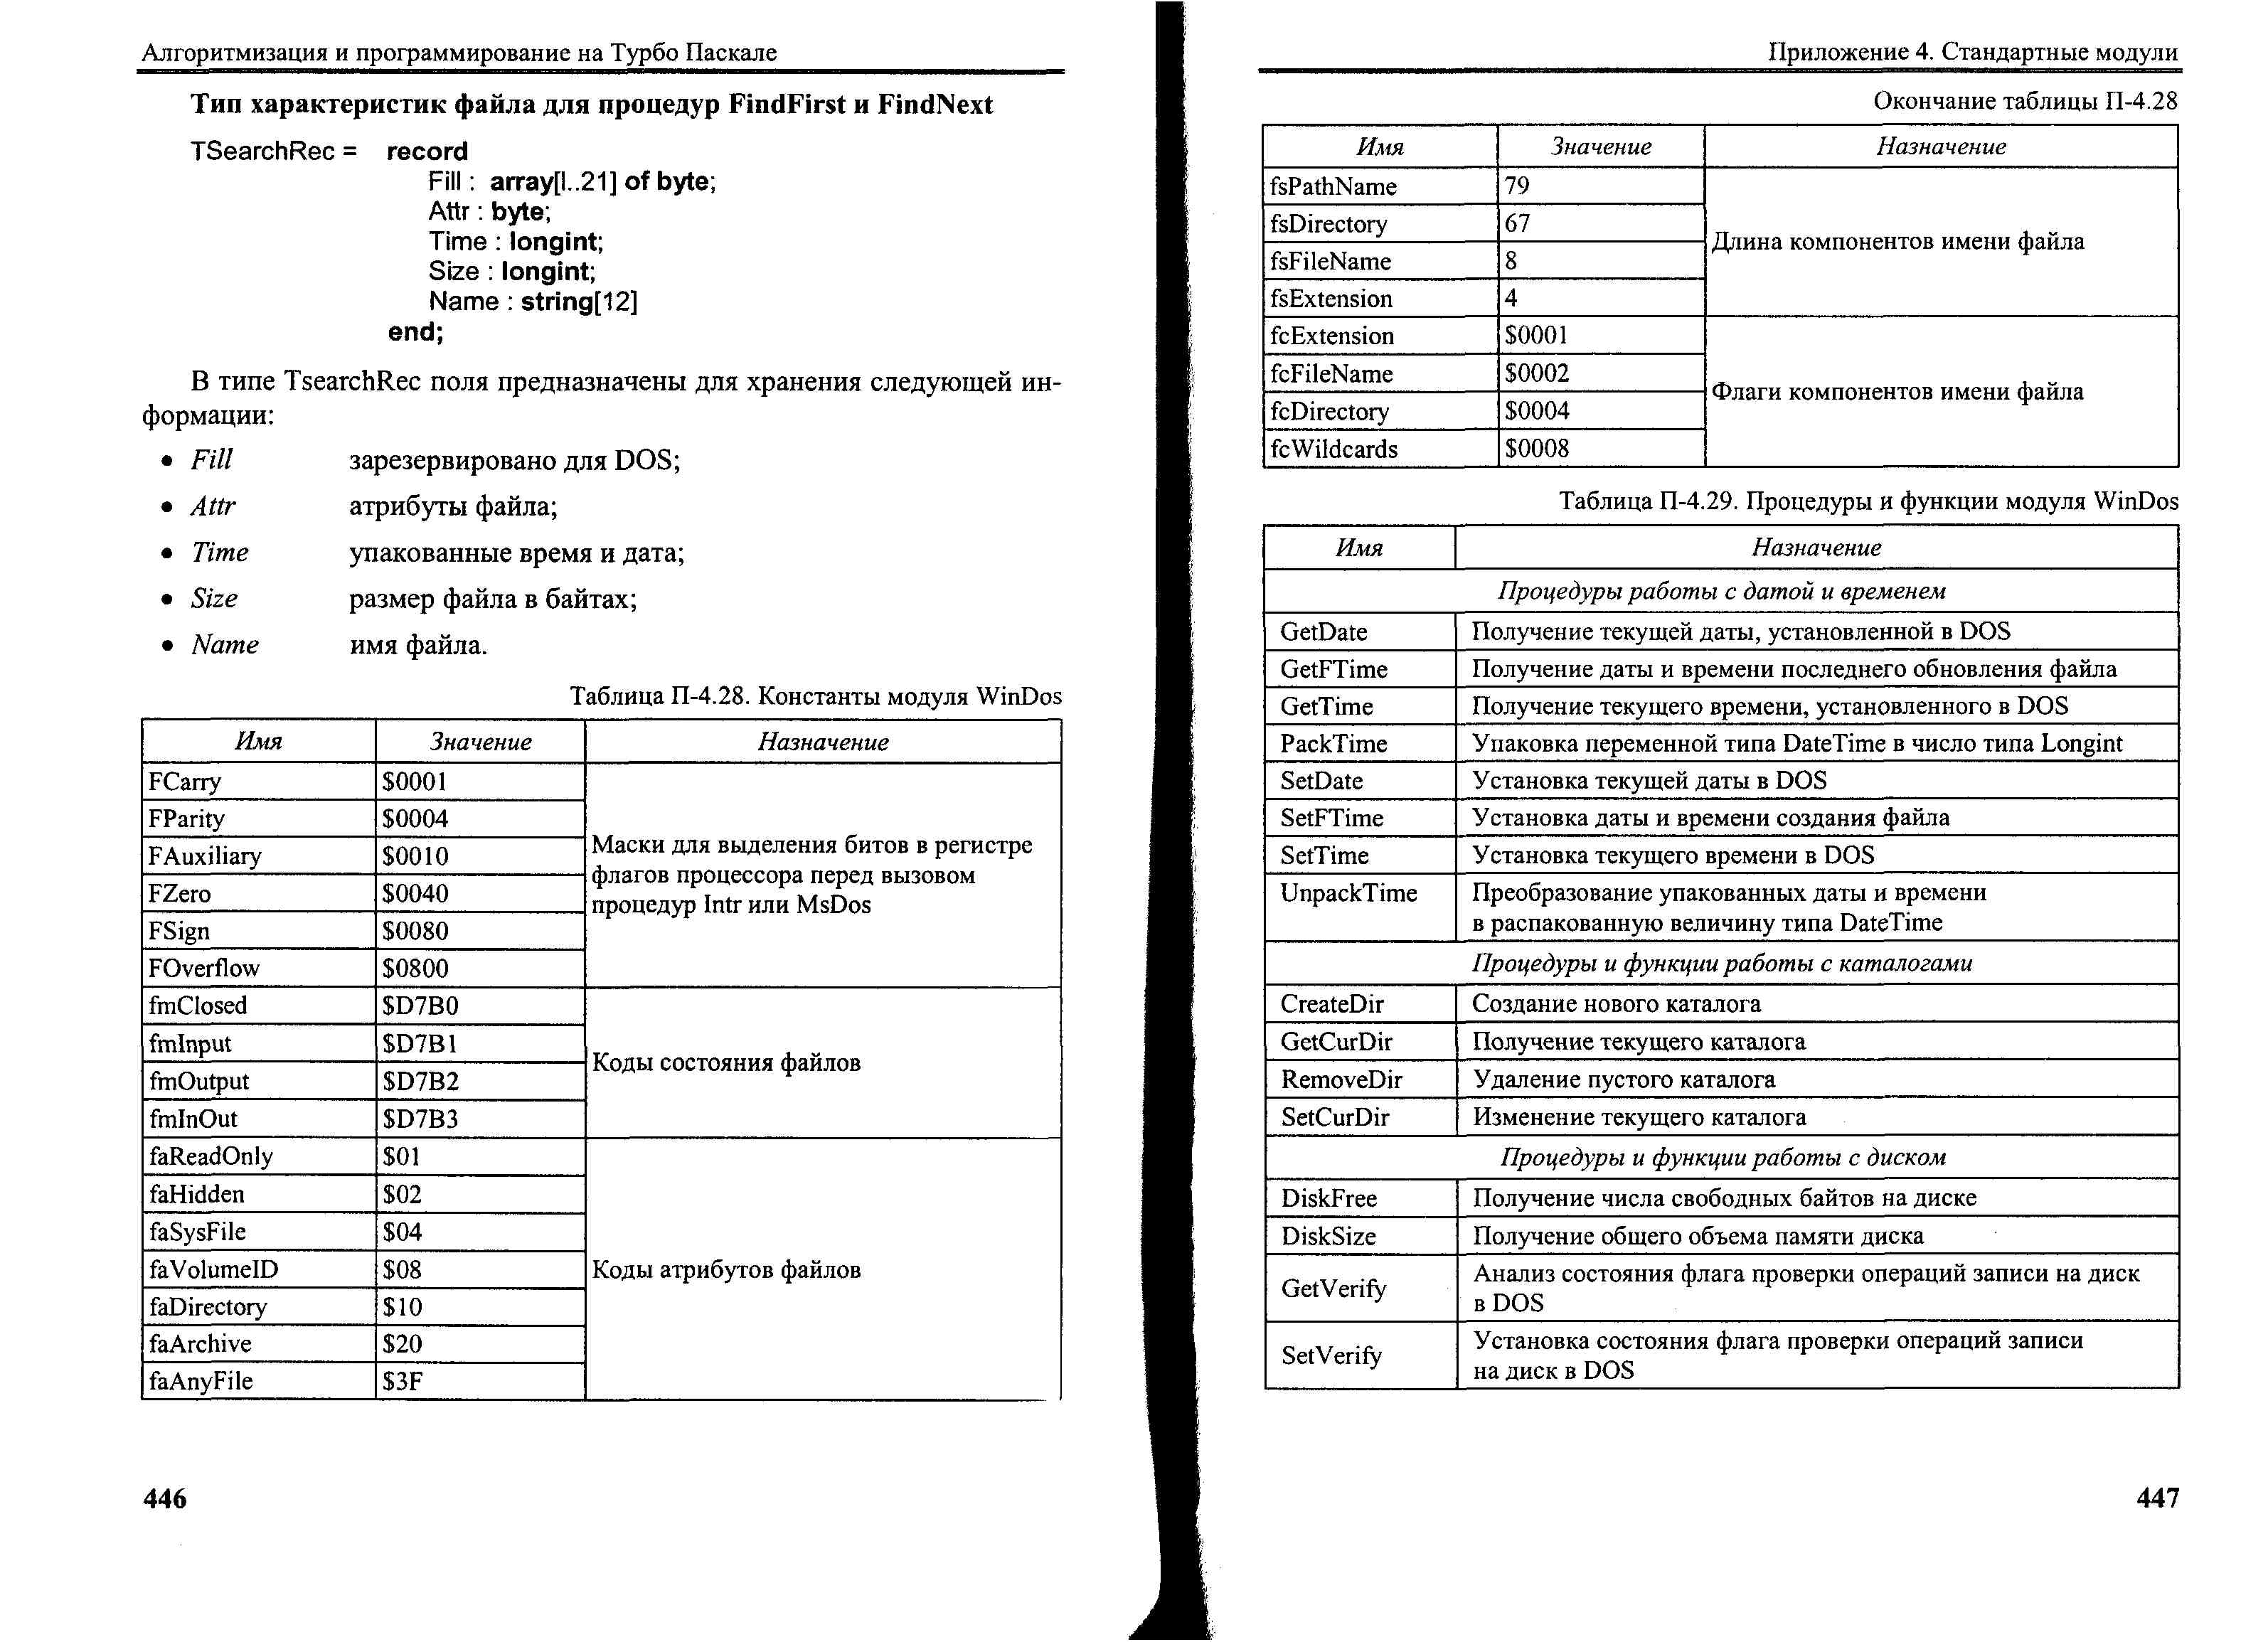 Алгоритмизация и программирование на Турбо Паскале
Тип характеристик файла для процедур FindFirst и FindNext
TSearchRec = record
Fill : array[l..21] of byte;
Attr : byte;
Time : longint;
Size : longint;
Name : string[12]
end;
В типе TsearchRec поля предназначены для хранения следующей ин-
формации:
• Fill зарезервировано для DOS;
• Attr атрибуты файла;
• Time упакованные время и дата;
• Size размер файла в байтах;
• Name имя файла.
Таблица П-4.28. Константы модуля WinDos
Имя Значение Назначение
FCarry $0001
FParity $0004
FAuxiliary $0010
FZero $0040
FSign $0080
FOverflow $0800
Маски для выделения битов в регистре
флагов процессора перед вызовом
процедур Intr или MsDos
fmClosed $D7B0
fmInput $D7B1
fmOutput $D7B2
fmInOut $D7B3
Коды состояния файлов
faReadOnly $01
faHidden $02
faSysFile $04
faVolumeID $08
faDirectory $10
faArchive $20
faAnyFile $3F
Коды атрибутов файлов
446
Приложение 4. Стандартные модули
Окончание таблицы П-4.28
Имя Значение Назначение
fsPathName 79
fsDirectory 67
fsFileName 8
fsExtension 4
Длина компонентов имени файла
fcExtension $0001
fcFileName $0002
fcDirectory $0004
fcWildcards $0008
Флаги компонентов имени файла
Таблица П-4.29. Процедуры и функции модуля WinDos
Имя Назначение
Процедуры работы с датой и временем
GetDate Получение текущей даты, установленной в DOS
GetFTime Получение даты и времени последнего обновления файла
GetTime Получение текущего времени, установленного в DOS
PackTime Упаковка переменной типа DateTime в число типа Longint
SetDate Установка текущей даты в DOS
SetFTime Установка даты и времени создания файла
SetTime Установка текущего времени в DOS
UnpackTime Преобразование упакованных даты и времени
в распакованную величину типа DateTime
Процедуры и функции работы с каталогами
CreateDir Создание нового каталога
GetCurDir Получение текущего каталога
RemoveDir Удаление пустого каталога
SetCurDir Изменение текущего каталога
Процедуры и функции работы с диском
DiskFree Получение числа свободных байтов на диске
DiskSize Получение общего объема памяти диска
GetVerify Анализ состояния флага проверки операций записи на диск
в DOS
SetVerify Установка состояния флага проверки операций записи
на диск в DOS
447